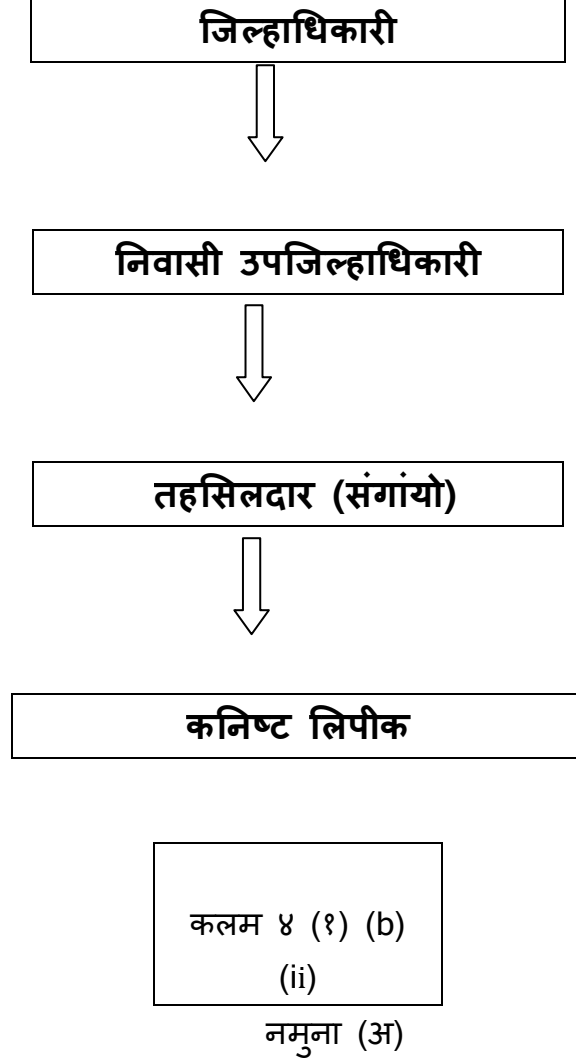 जिल्हाधिकारी
निवासी उपजिल्हाधिकारी
तहसिलदार (संगांयो)
कनिष्ट लिपीक
कलम ४ (१) (b)
(ii)
नमुना (अ)